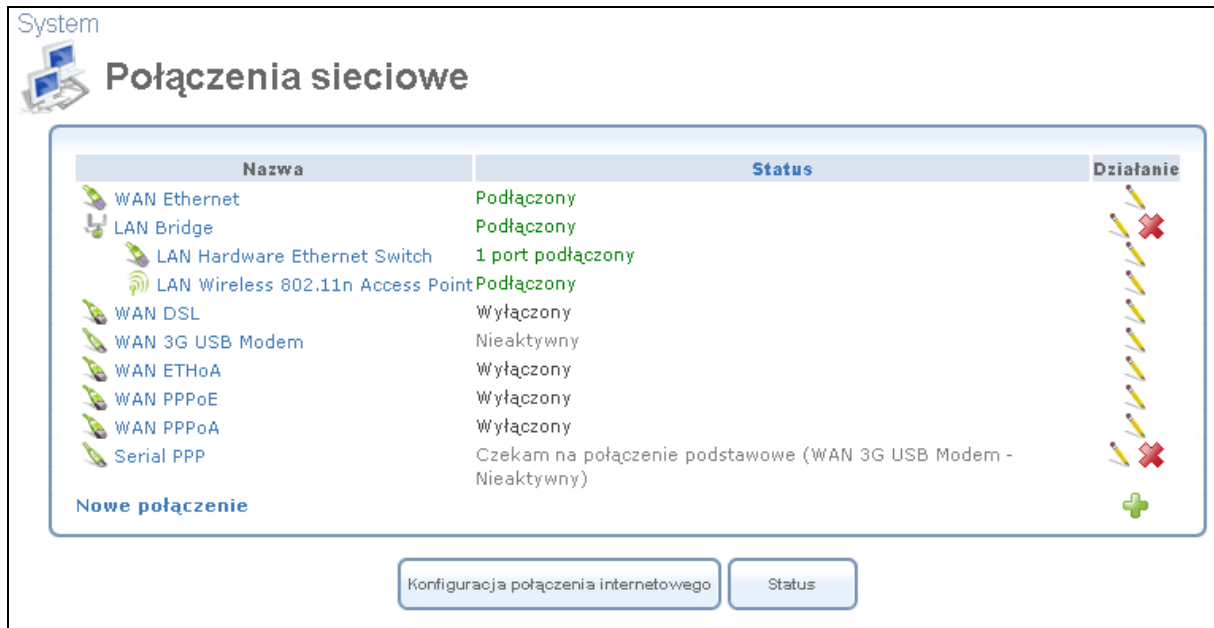 System
Połączenia sieciowe
Nazwa Status Działanie
WAN Ethernet Podłączony
LAN Bridge Podłączony
LAN Hardware Ethernet Switch 1 port podłączony
LAN Wireless 802.11n Access Point Podłączony
WAN DSL Wyłączony
WAN 3G USB Modem Nieaktywny
WAN ETHoA Wyłączony
WAN PPPoE Wyłączony
WAN PPPoA Wyłączony
Serial PPP Czekam na połączenie podstawowe (WAN 3G USB Modem -
Nieaktywny)
Nowe połączenie
Konfiguracja połączenia internetowego Status